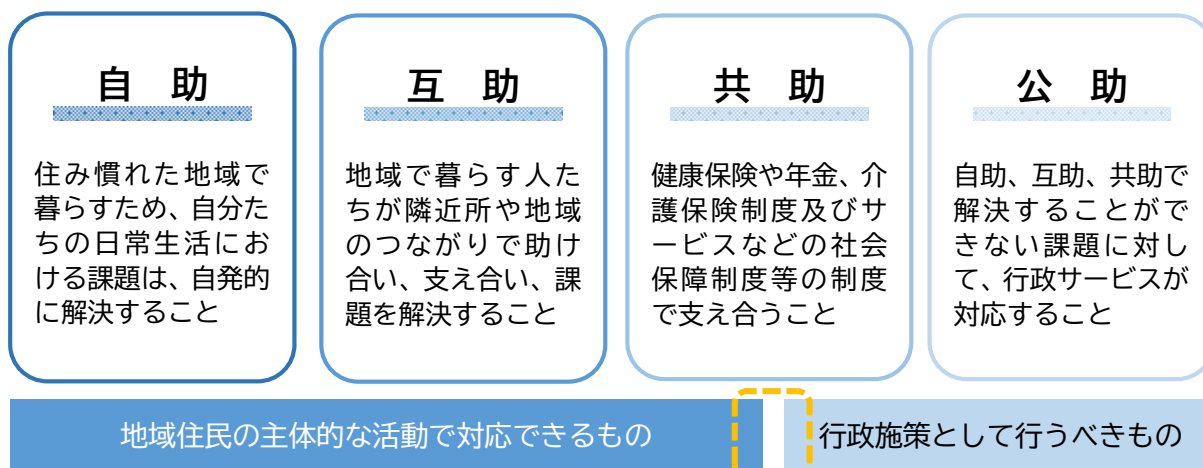 自　助
住み慣れた地域で
暮らすため、自分た
ちの日常生活にお
ける課題は、自発的
に解決すること
互　助
地域で暮らす人た
ちが隣近所や地域
のつながりで助け
合い、支え合い、課
題を解決すること
共　助
健康保険や年金、介
護保険制度及びサ
ービスなどの社会
保障制度等の制度
で支え合うこと
公　助
自助、互助、共助で
解決することがで
きない課題に対し
て、行政サービスが
対応すること
地域住民の主体的な活動で対応できるもの
行政施策として行うべきもの